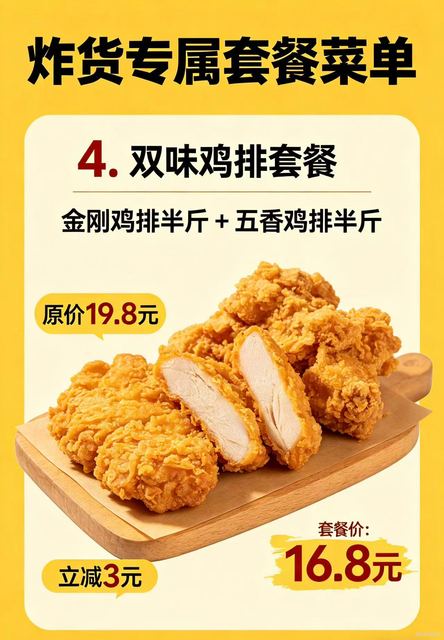 炸货专属套餐菜单
4. 双味鸡排套餐
金刚鸡排半斤 + 五香鸡排半斤
原价19.8元
立减3元
套餐价:
16.8元